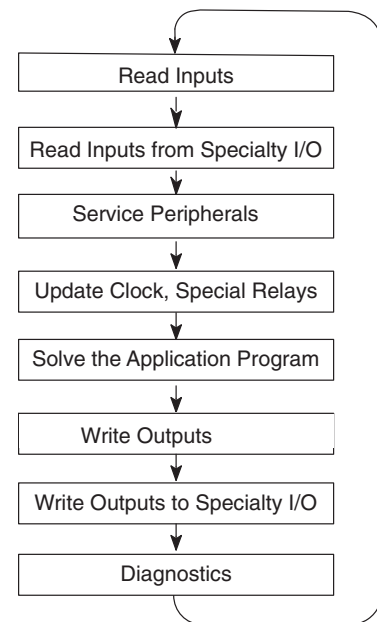 Read Inputs
Read Inputs from Specialty I/O
Service Peripherals
Update Clock, Special Relays
Solve the Application Program
Write Outputs
Write Outputs to Specialty I/O
Diagnostics